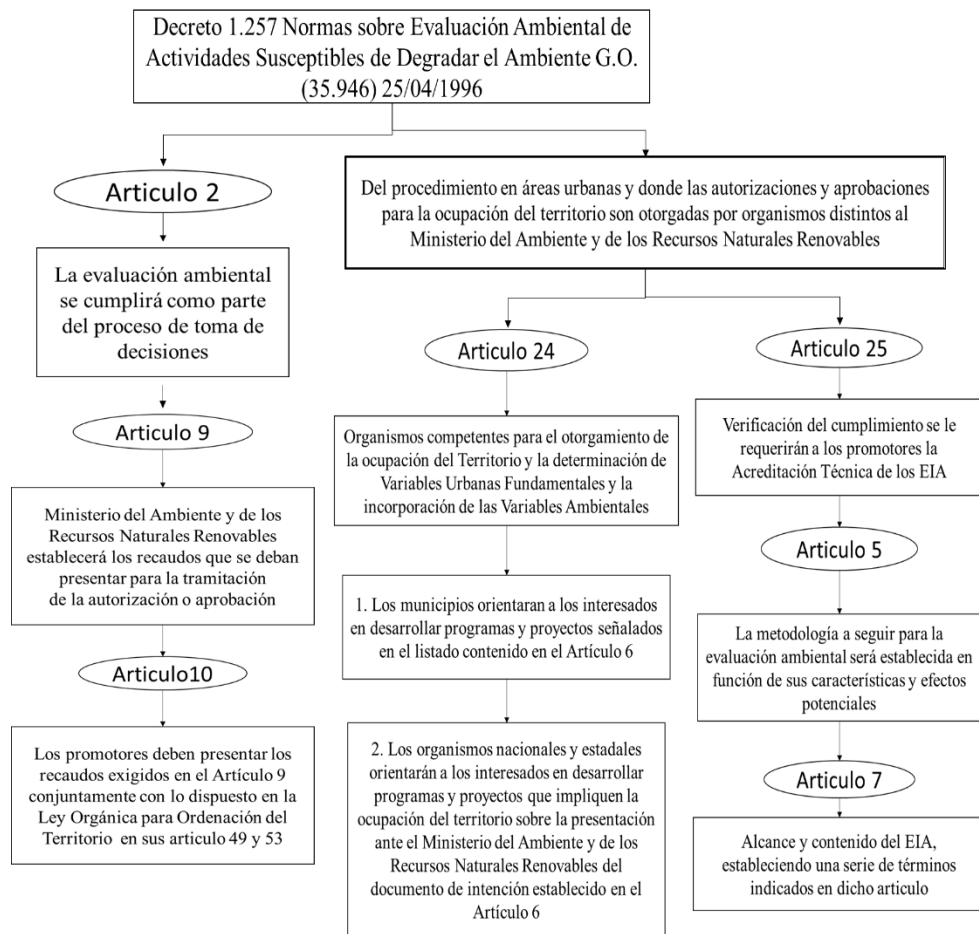 Decreto 1.257 Normas sobre Evaluación Ambiental de
Actividades Susceptibles de Degradar el Ambiente G.O.
(35.946) 25/04/1996
Articulo 2
La evaluación ambiental
se cumplirá como parte
del proceso de toma de
decisiones
Articulo 9
Ministerio del Ambiente y de los
Recursos Naturales Renovables
establecerá los recaudos que se deban
presentar para la tramitación
de la autorización o aprobación
Articulo10
Los promotores deben presentar los
recaudos exigidos en el Artículo 9
conjuntamente con lo dispuesto en la
Ley Orgánica para Ordenación del
Territorio en sus articulo 49 y 53
Del procedimiento en áreas urbanas y donde las autorizaciones y aprobaciones
para la ocupación del territorio son otorgadas por organismos distintos al
Ministerio del Ambiente y de los Recursos Naturales Renovables
Articulo 24
Organismos competentes para el otorgamiento de
la ocupación del Territorio y la determinación de
Variables Urbanas Fundamentales y la
incorporación de las Variables Ambientales
1. Los municipios orientaran a los interesados
en desarrollar programas y proyectos señalados
en el listado contenido en el Artículo 6
2. Los organismos nacionales y estadales
orientarán a los interesados en desarrollar
programas y proyectos que impliquen la
ocupación del territorio sobre la presentación
ante el Ministerio del Ambiente y de los
Recursos Naturales Renovables del
documento de intención establecido en el
Artículo 6
Articulo 25
Verificación del cumplimiento se le
requerirán a los promotores la
Acreditación Técnica de los EIA
Articulo 5
La metodología a seguir para la
evaluación ambiental será establecida en
función de sus características y efectos
potenciales
Articulo 7
Alcance y contenido del EIA,
estableciendo una serie de términos
indicados en dicho articulo